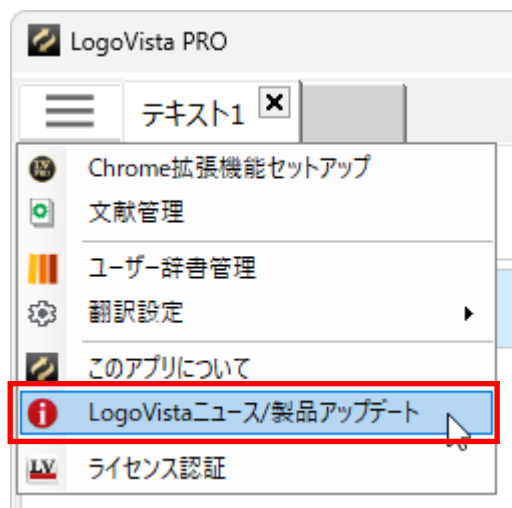 LogoVista PRO
テキスト1
Chrome拡張機能セットアップ
文献管理
ユーザー辞書管理
翻訳設定
このアプリについて
LogoVistaニュース/製品アップデート
LV ライセンス認証